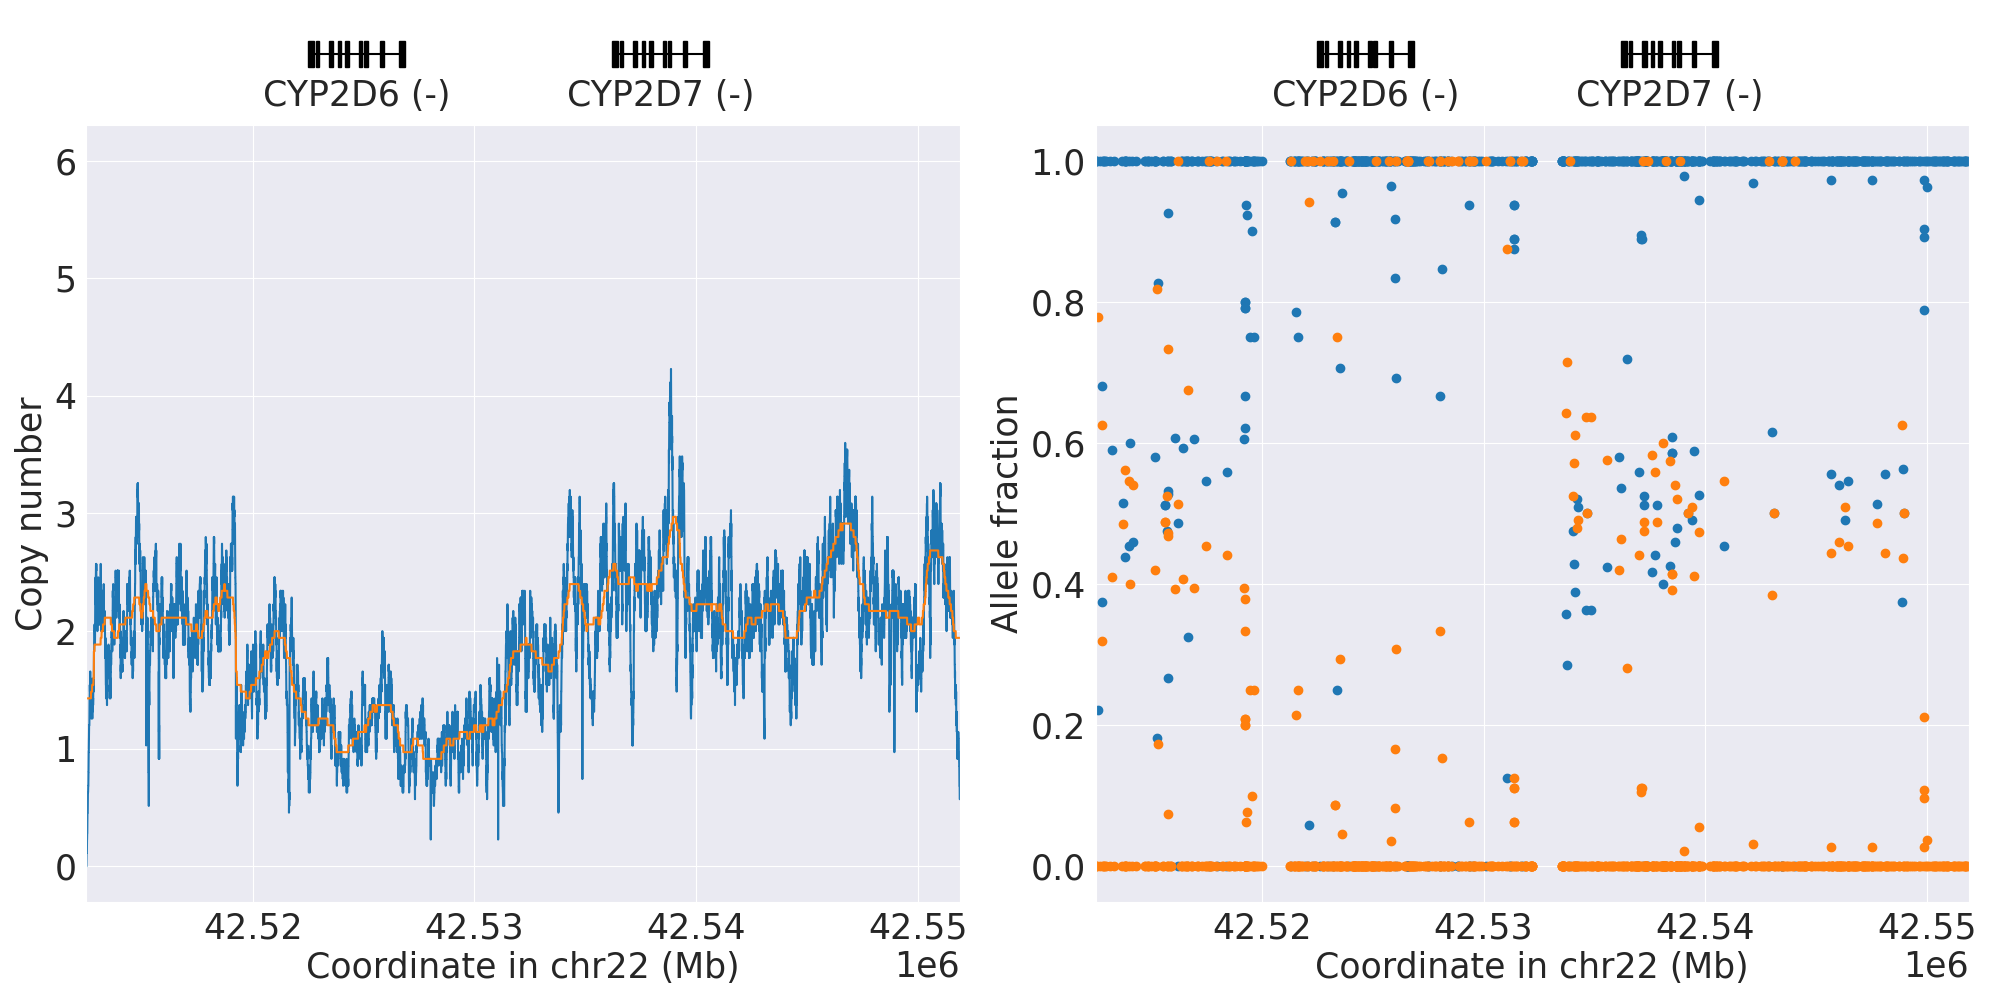 CYP2D6 (-) CYP2D7 (-)
6
5
4
3
2
1
0
Copy number
42.52 42.53 42.54 42.55
Coordinate in chr22 (Mb)
1e6
CYP2D6 (-) CYP2D7 (-)
1.0
0.8
0.6
0.4
0.2
0.0
Allele fraction
42.52 42.53 42.54 42.55
Coordinate in chr22 (Mb)
1e6